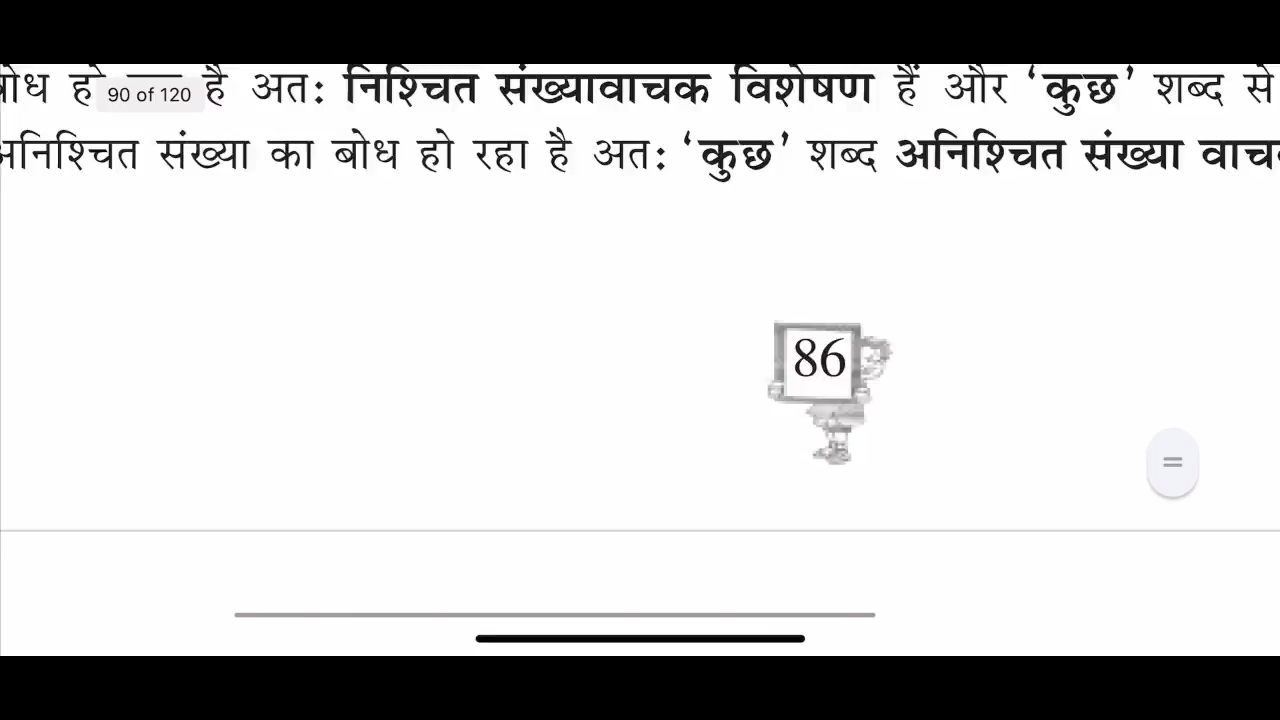 बोध हो है अतः निश्चित संख्यावाचक विशेषण हैं और ‘कुछ’ शब्द से
90 of 120
अनिश्चित संख्या का बोध हो रहा है अतः ‘कुछ’ शब्द अनिश्चित संख्या
86